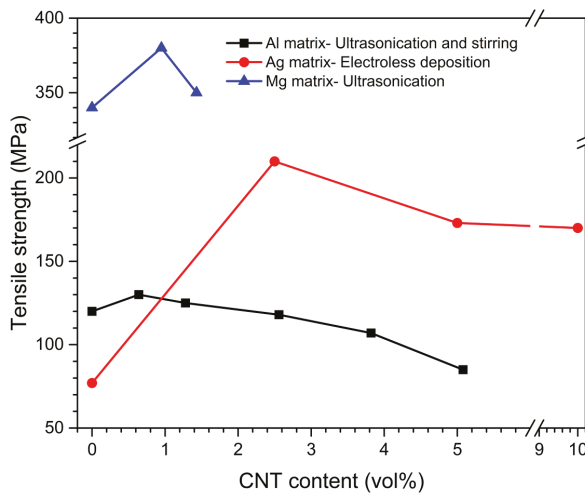 400
350
200
150
100
50
Tensile strength (MPa)
Al matrix- Ultrasonication and stirring
Ag matrix- Electroless deposition
Mg matrix- Ultrasonication
0 1 2 3 4 5 9 10
CNT content (vol%)